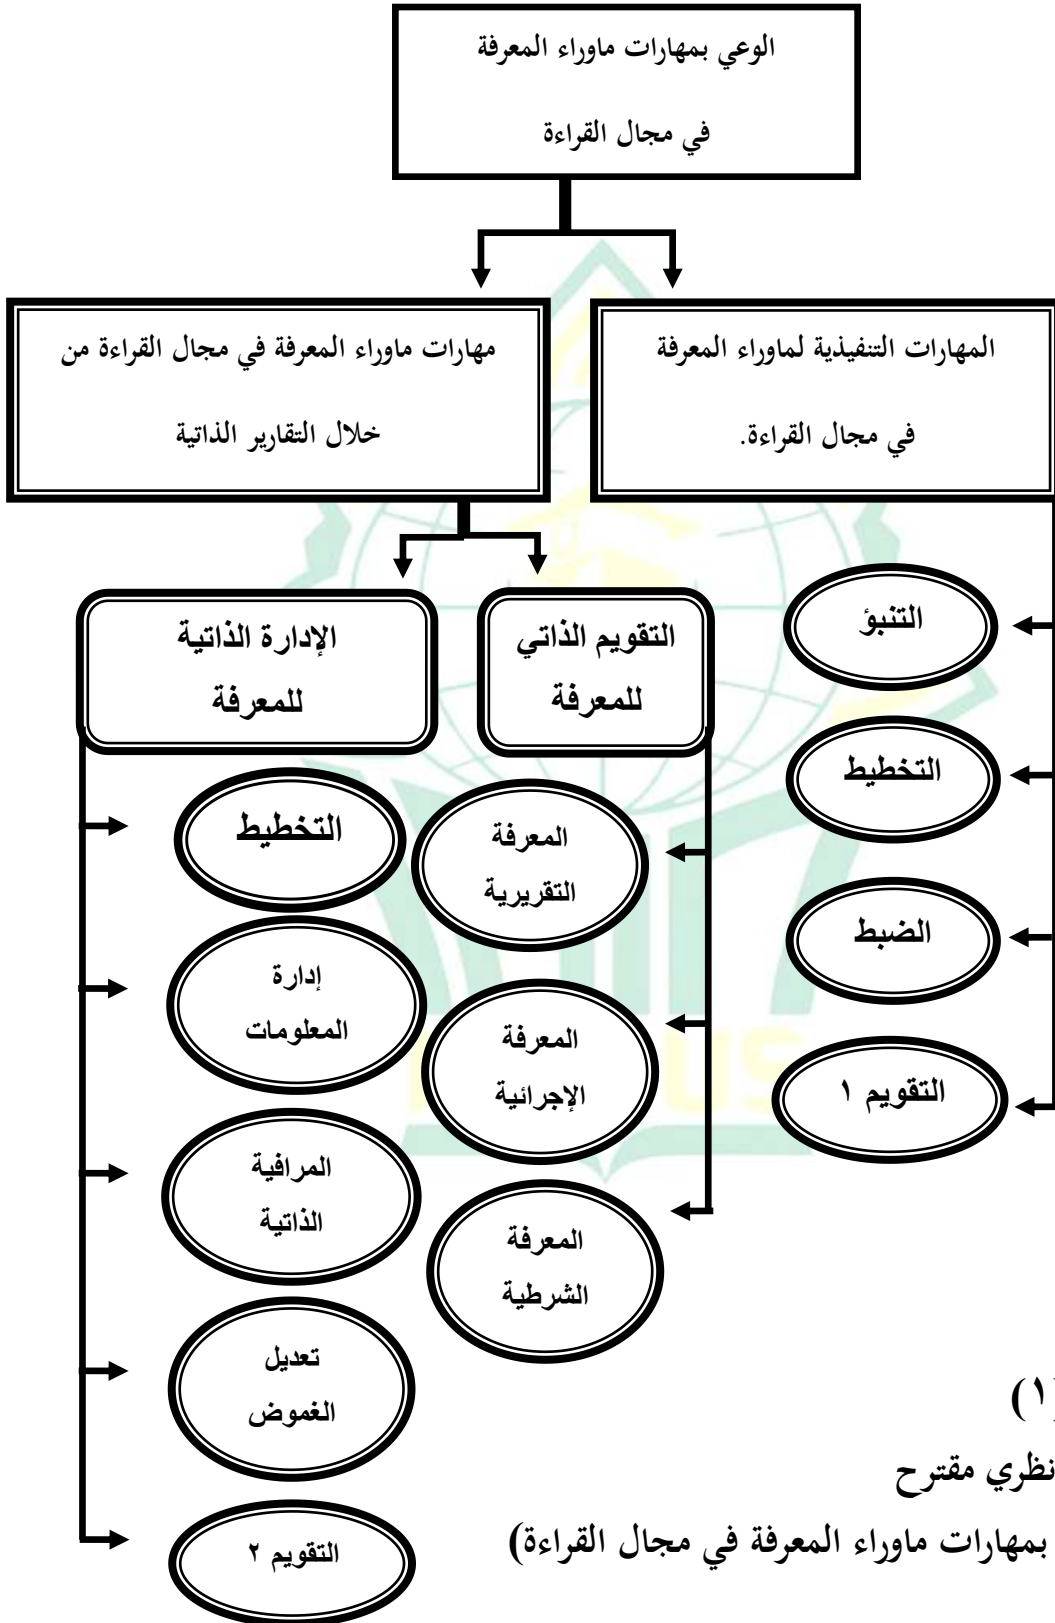 الوعي بمهارات ماوراء المعرفة
في مجال القراءة
المهارات التنفيذية لماوراء المعرفة
في مجال القراءة.
مهارات ماوراء المعرفة في مجال القراءة من
خلال التقارير الذاتية
التنبؤ
التخطيط
الضبط
التقويم ١
التقويم الذاتي
للمعرفة
المعرفة
التقريرية
المعرفة
الإجرائية
المعرفة
الشرطية
الإدارة الذاتية
للمعرفة
التخطيط
إدارة
المعلومات
المرافية
الذاتية
تعديل
الغموض
التقويم ٢
(١)
نظري مقترح
بمهارات ماوراء المعرفة في مجال القراءة)